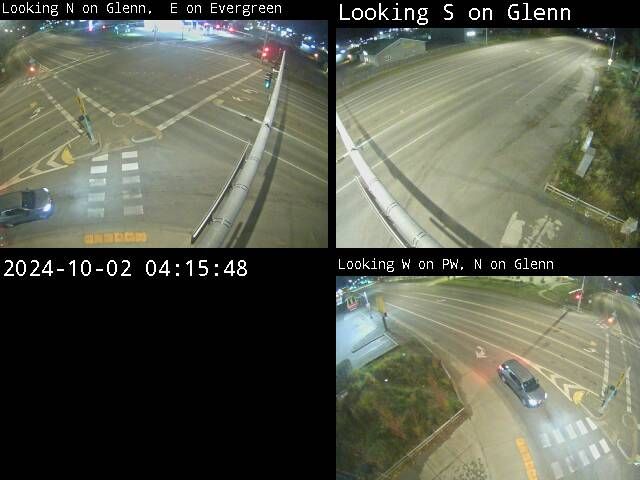 Looking N on Glenn, E on Evergreen
Looking S on Glenn
2024-10-02 04:15:48
Looking W on PW, N on Glenn